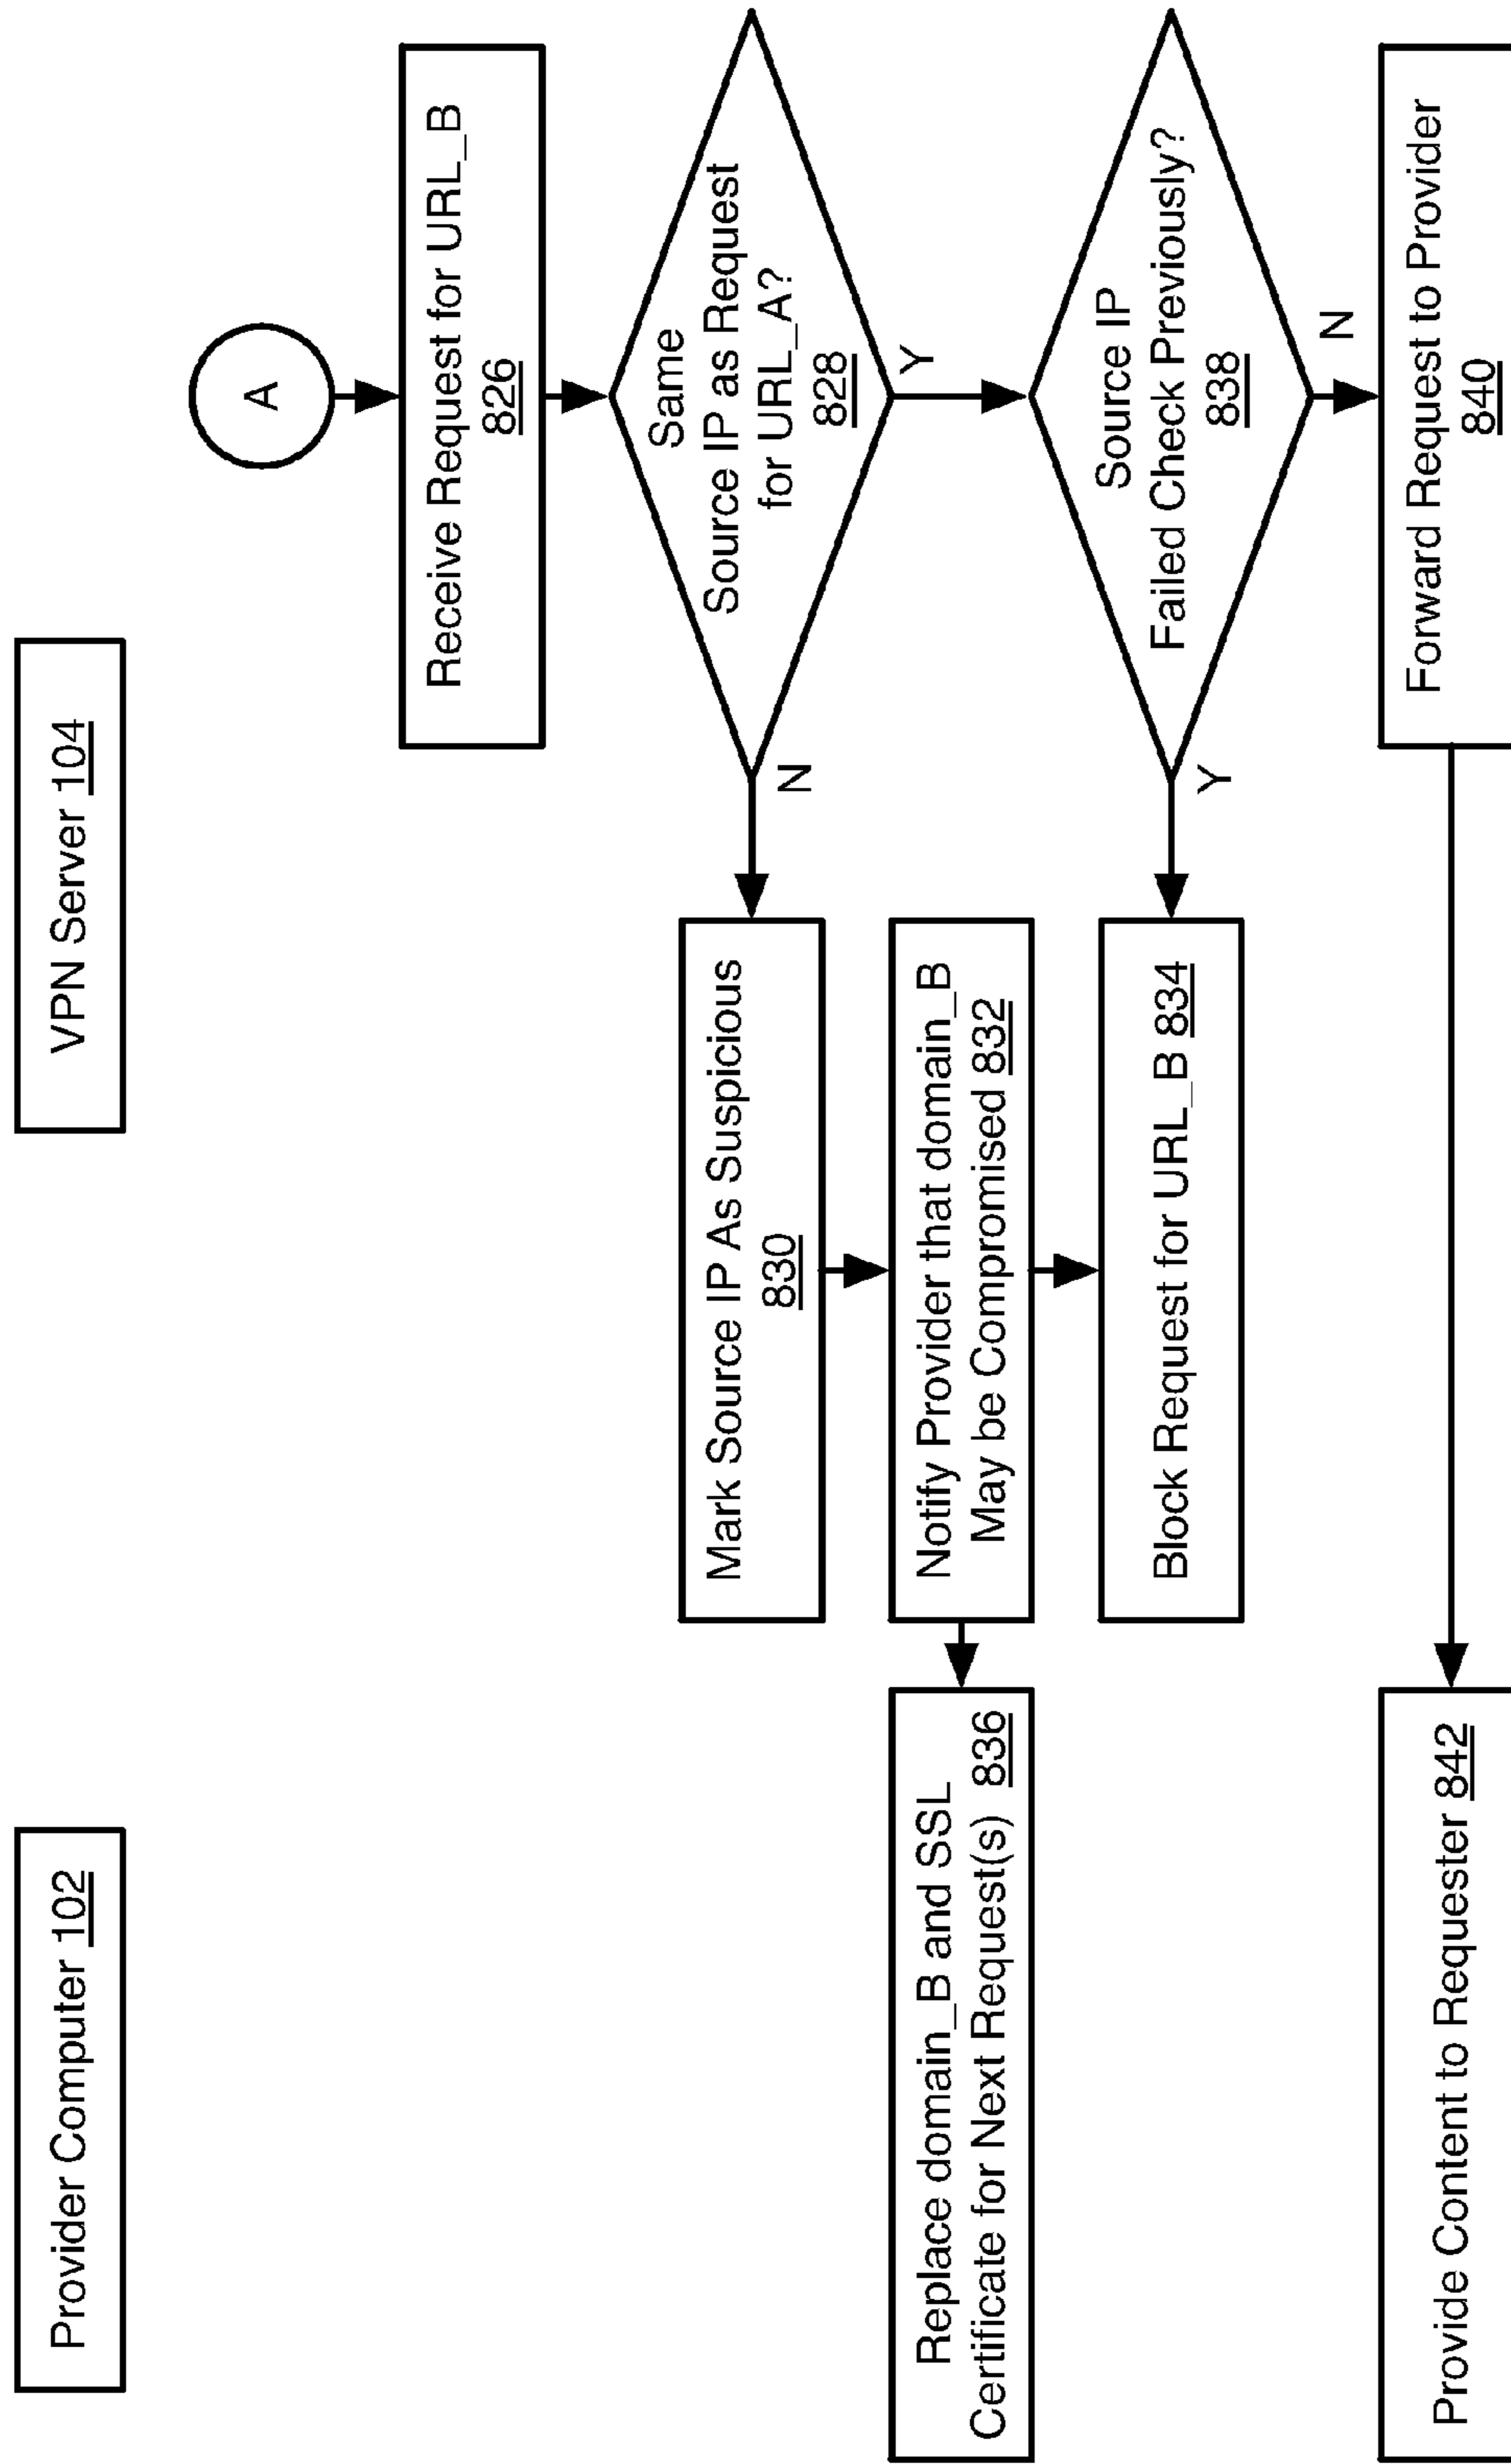 Provider Computer 102
VPN Server 104
A
Receive Request for URL_B
826
Same
Source IP as Request
for URL_A?
828
N
Y
Mark Source IP As Suspicious
830
Notify Provider that domain_B
May be Compromised 832
Replace domain_B and SSL
Certificate for Next Request(s) 836
Block Request for URL_B 834
Source IP
Failed Check Previously?
838
Y
N
Forward Request to Provider
840
Provide Content to Requester 842